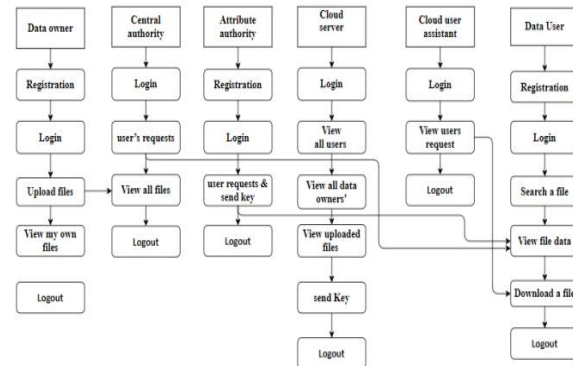 Data owner
Registration
Login
Upload files
View my own
files
Logout
Central
authority
Login
user's requests
View all files
Logout
Attribute
authority
Registration
Login
user requests &
send key
Logout
Cloud
server
Login
View
all users
View all data
owners'
View uploaded
files
send Key
Logout
Cloud user
assistant
Login
View users
request
Logout
Data User
Registration
Login
Search a file
View file data
Download a file
Logout